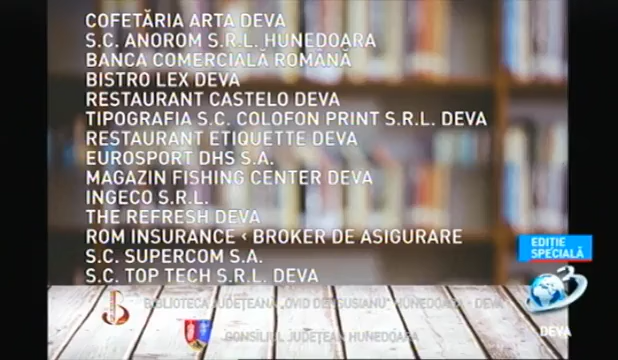 COFETĂRIA ARTA DEVA
S.C. ANOROM S.R.L. HUNEDOARA
BANCA COMERCIALĂ ROMÂNĂ
BISTRO LEX DEVA
RESTAURANT CASTELO DEVA
TIPOGRAFIA S.C. COLOFON PRINT S.R.L. DEVA
RESTAURANT ETIQUETTE DEVA
EUROSPORT DHS S.A.
MAGAZIN FISHING CENTER DEVA
INGECO S.R.L.
THE REFRESH DEVA
ROM INSURANCE ‹ BROKER DE ASIGURARE
S.C. SUPERCOM S.A.
S.C. TOP TECH S.R.L. DEVA
BIBLIOTECA JUDEȚEANĂ „OVID DENSUSIANU” HUNEDOARA - DEVA
CONSILIUL JUDEȚEAN HUNEDOARA
EDITIE
SPECIALĂ
3
DEVA